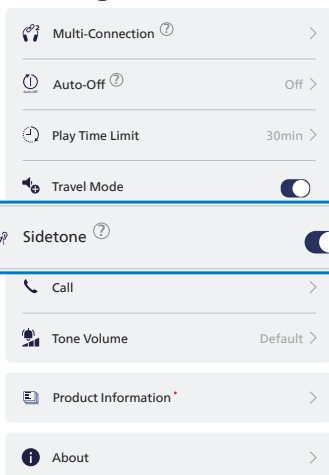 Multi-Connection ?
Auto-Off ? Off >
Play Time Limit 30min >
Travel Mode
Sidetone ?
Call
Tone Volume Default >
Product Information *
About